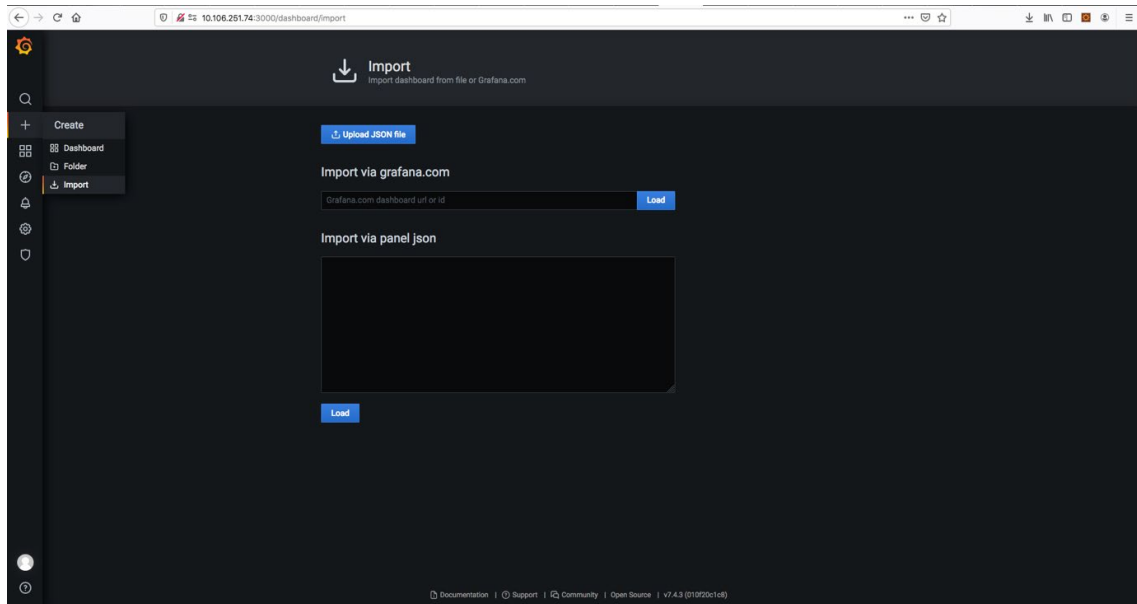 10.106.251.74:3000/dashboard/import
Import
Import dashboard from file or Grafana.com
Create
Dashboard
Folder
Import
Upload JSON file
Import via grafana.com
Grafana.com dashboard url or id
Load
Import via panel json
Load
Documentation | Support | Community | Open Source | v7.4.3 (010f20c1c8)